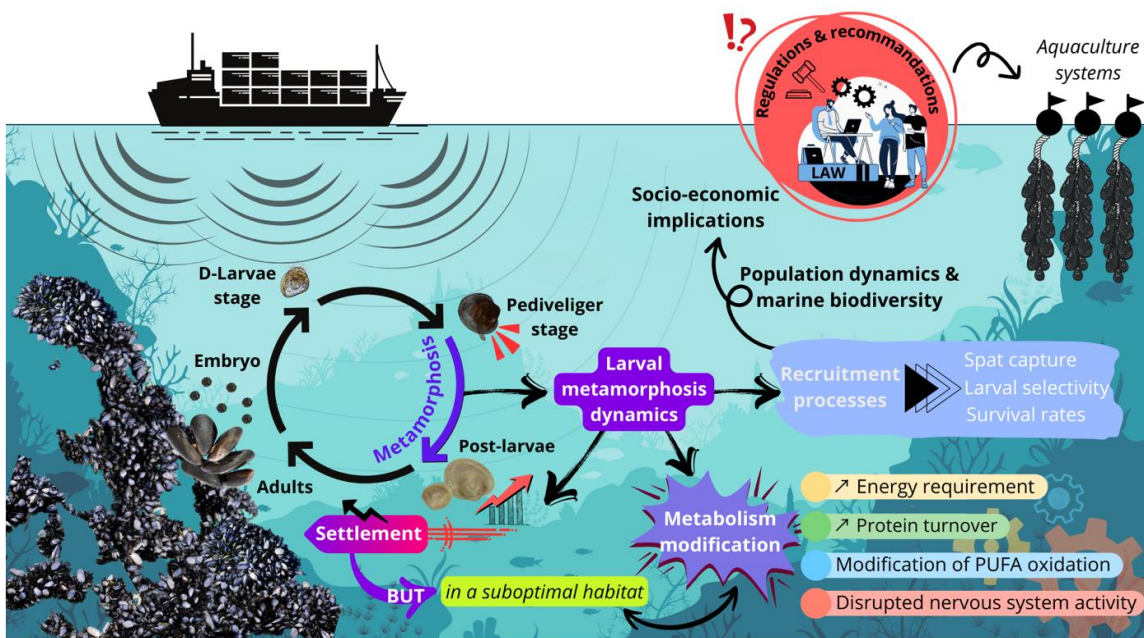 !?
Regulations & recommandations
LAW
Aquaculture
systems
Socio-economic
implications
Population dynamics &
marine biodiversity
D-Larvae
stage
Pediveliger
stage
Embryo
Metamorphosis
Adults
Post-larvae
Larval
metamorphosis
dynamics
Recruitment
processes
Spat capture
Larval selectivity
Survival rates
Settlement
BUT
in a suboptimal habitat
Metabolism
modification
↗ Energy requirement
↗ Protein turnover
Modification of PUFA oxidation
Disrupted nervous system activity